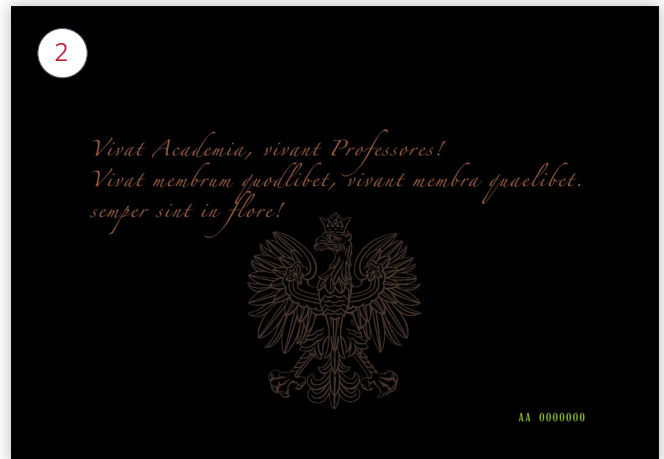 2
Vivat Academia, vivant Professores!
Vivat membrum quodlibet, vivant membra quaelibet.
semper sint in flore!
AA 0000000